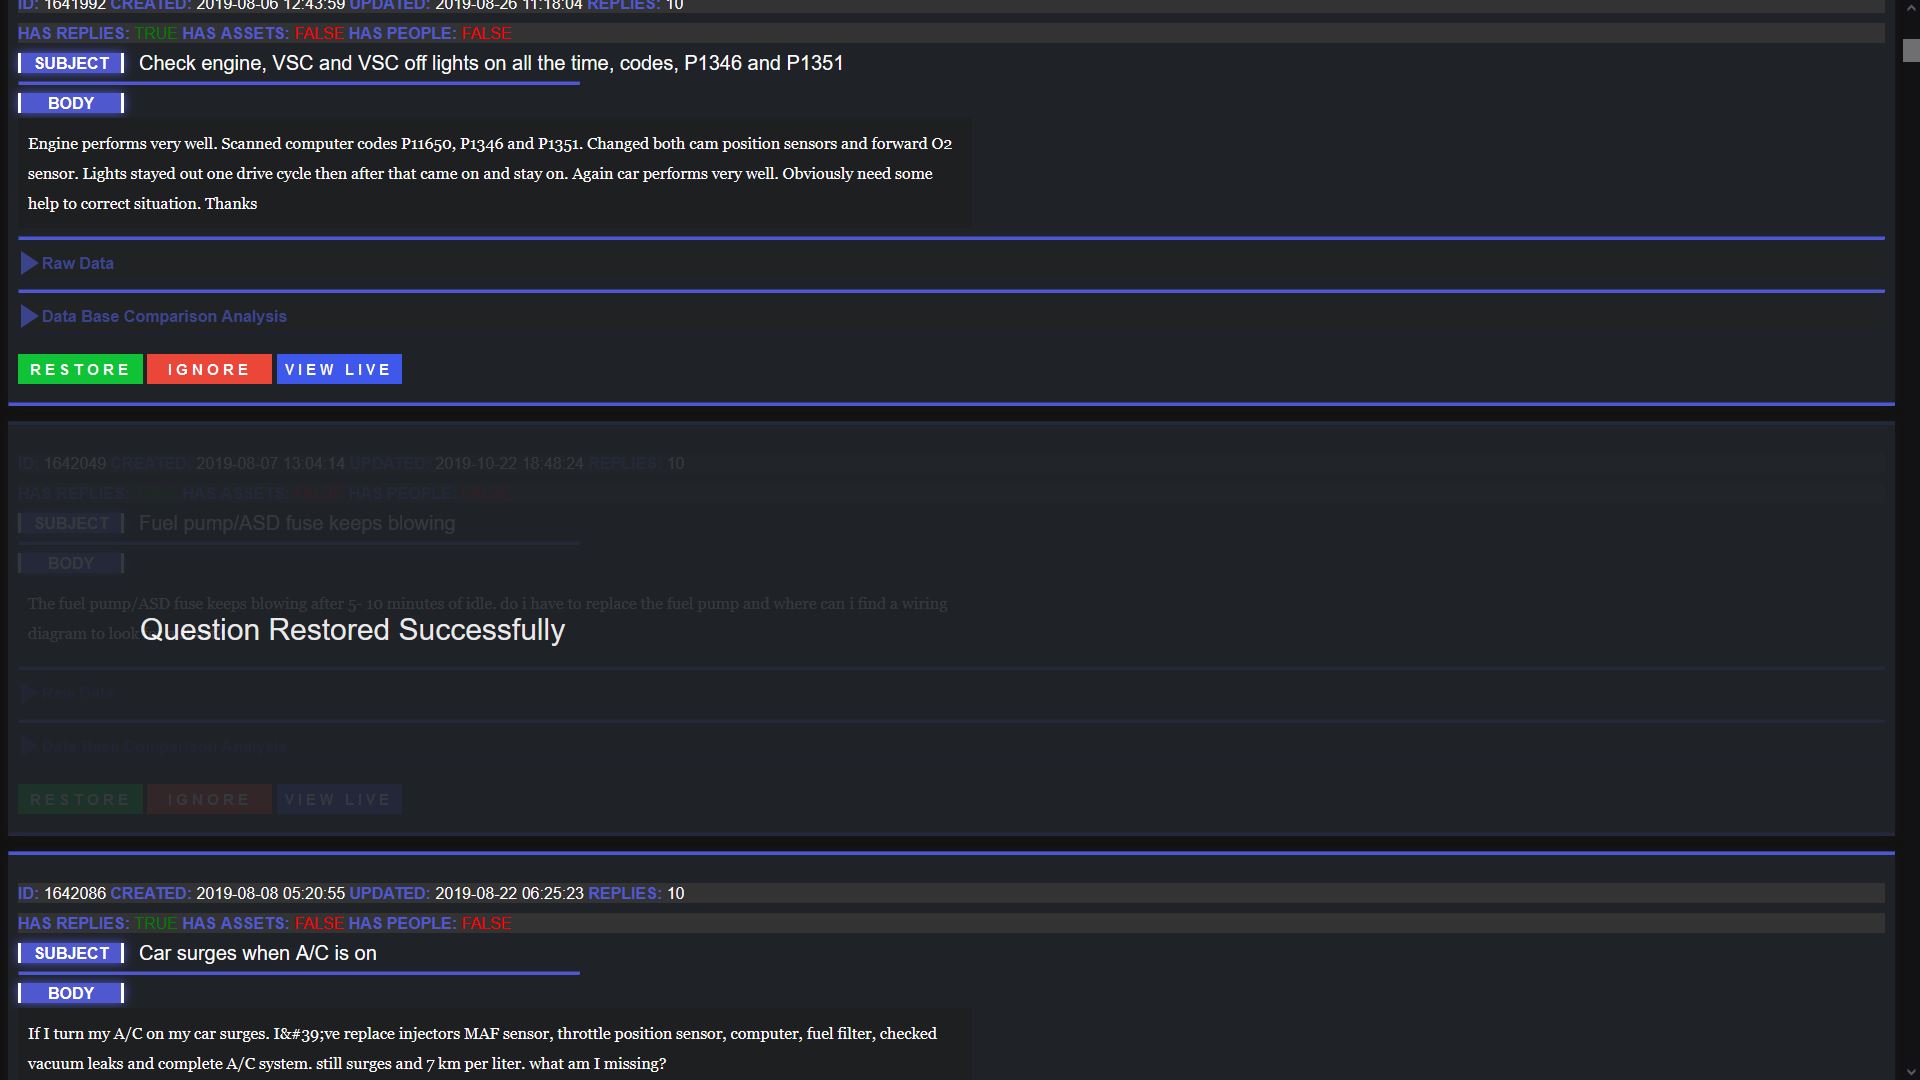 ID: 1641992 CREATED: 2019-08-06 12:43:59 UPDATED: 2019-08-26 11:18:04 REPLIES: 10
HAS REPLIES: TRUE HAS ASSETS: FALSE HAS PEOPLE: FALSE
SUBJECT Check engine, VSC and VSC off lights on all the time, codes, P1346 and P1351
BODY
Engine performs very well. Scanned computer codes P11650, P1346 and P1351. Changed both cam position sensors and forward O2
sensor. Lights stayed out one drive cycle then after that came on and stay on. Again car performs very well. Obviously need some
help to correct situation. Thanks
Raw Data
Data Base Comparison Analysis
RESTORE IGNORE VIEW LIVE
ID: 1642049 CREATED: 2019-08-07 13:04:14 UPDATED: 2019-10-22 18:48:24 REPLIES: 10
HAS REPLIES: HAS ASSETS: HAS PEOPLE:
SUBJECT Fuel pump/ASD fuse keeps blowing
BODY
The fuel pump/ASD fuse keeps blowing after 5- 10 minutes of idle. do i have to replace the fuel pump and where can i find a wiring
diagram to look
Question Restored Successfully
Raw Data
Data Base Comparison Analysis
RESTORE IGNORE VIEW LIVE
ID: 1642086 CREATED: 2019-08-08 05:20:55 UPDATED: 2019-08-22 06:25:23 REPLIES: 10
HAS REPLIES: TRUE HAS ASSETS: FALSE HAS PEOPLE: FALSE
SUBJECT Car surges when A/C is on
BODY
If I turn my A/C on my car surges. I&#39;ve replace injectors MAF sensor, throttle position sensor, computer, fuel filter, checked
vacuum leaks and complete A/C system. still surges and 7 km per liter. what am I missing?